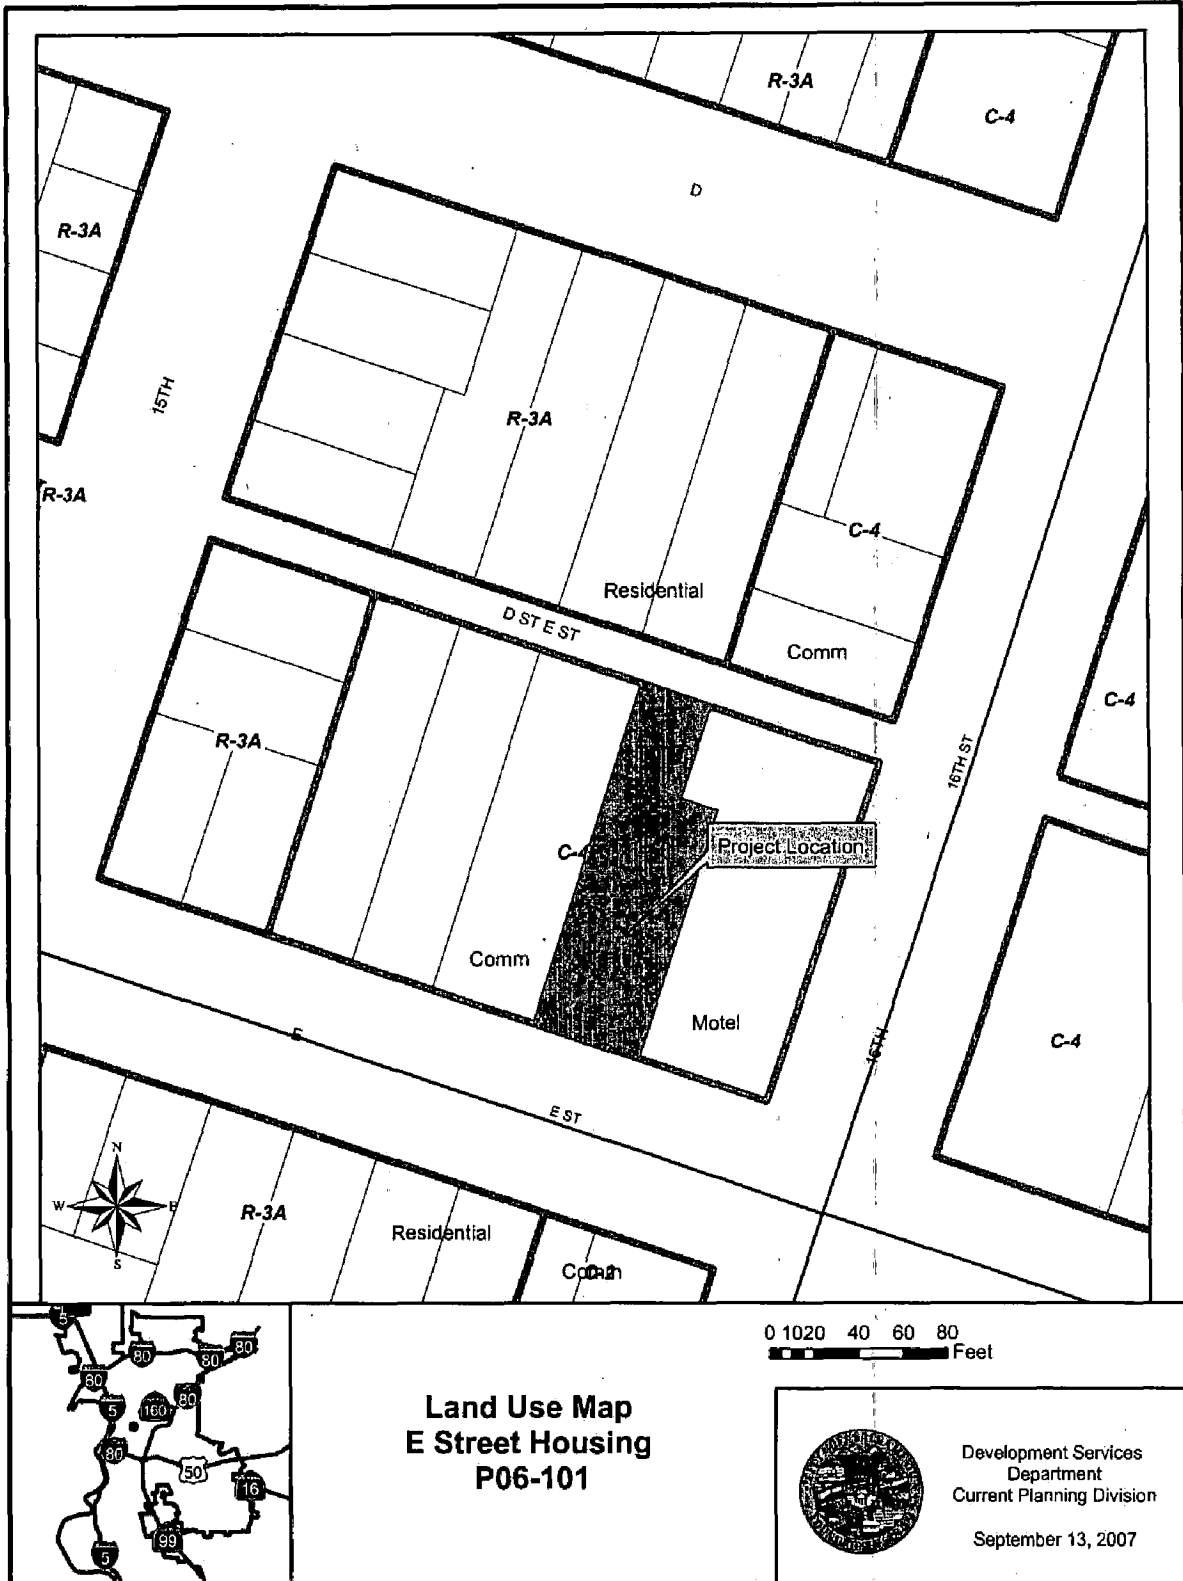 R-3A
C-4
D
R-3A
15TH
R-3A
R-3A
C-4
Residential
D ST E ST
Comm
C-4
R-3A
16TH ST
C-4
Project Location
Comm
Motel
16TH
C-4
E
E ST
N
W E
S
R-3A
Residential
5
80
80
80
80
80
5
160
80
50
16
99
5
Land Use Map
E Street Housing
P06-101
0 1020 40 60 80
Feet
Development Services
Department
Current Planning Division
September 13, 2007